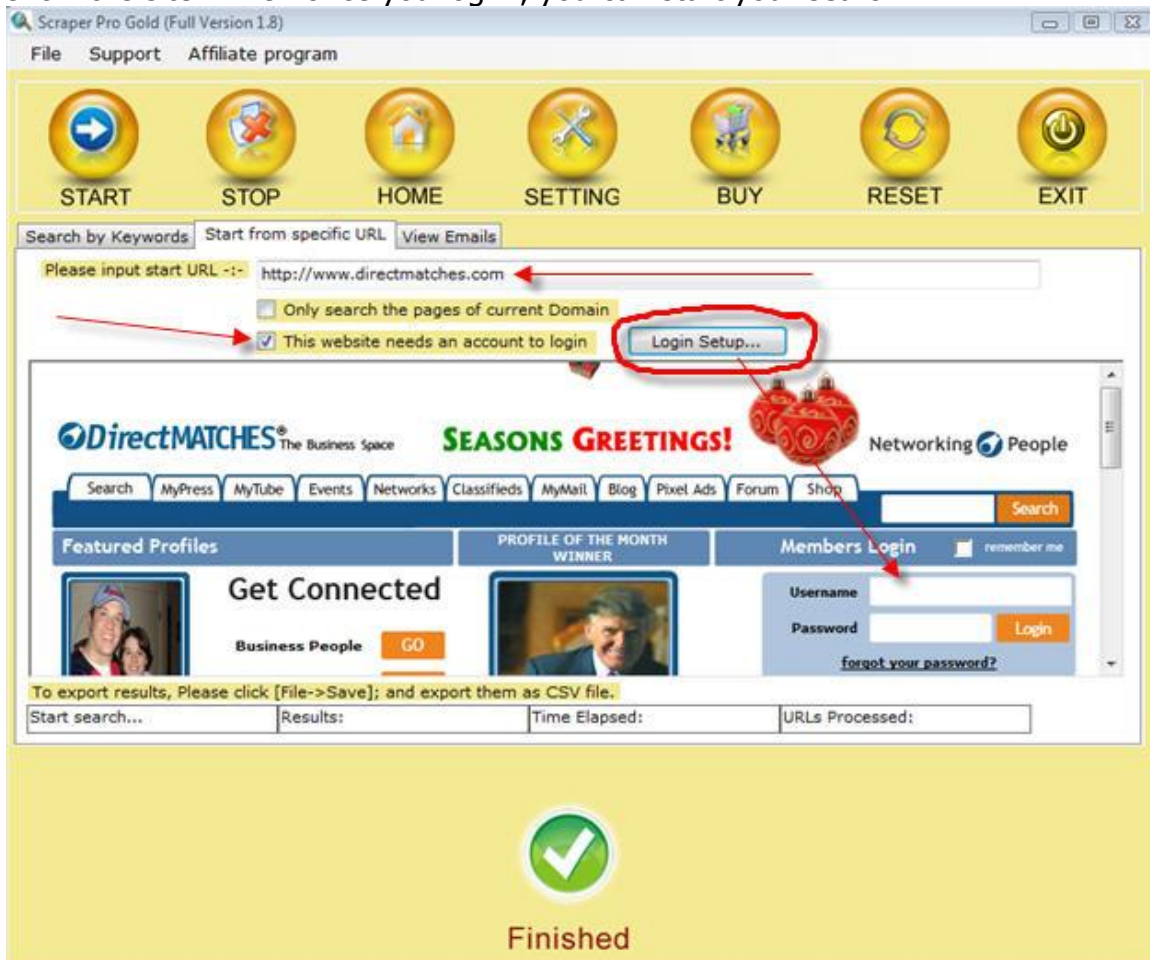 Scraper Pro Gold (Full Version 1.8)
File Support Affiliate program
START STOP HOME SETTING BUY RESET EXIT
Search by Keywords Start from specific URL View Emails
Please input start URL -:- http://www.directmatches.com
Only search the pages of current Domain
This website needs an account to login Login Setup...
DirectMATCHES® The Business Space SEASONS GREETINGS! Networking People
Search MyPress MyTube Events Networks Classifieds MyMail Blog Pixel Ads Forum Shop
Search
Featured Profiles PROFILE OF THE MONTH WINNER Members Login remember me
Get Connected
Username
Business People GO
Password Login
forgot your password?
To export results, Please click [File->Save]; and export them as CSV file.
Start search... Results: Time Elapsed: URLs Processed:
Finished